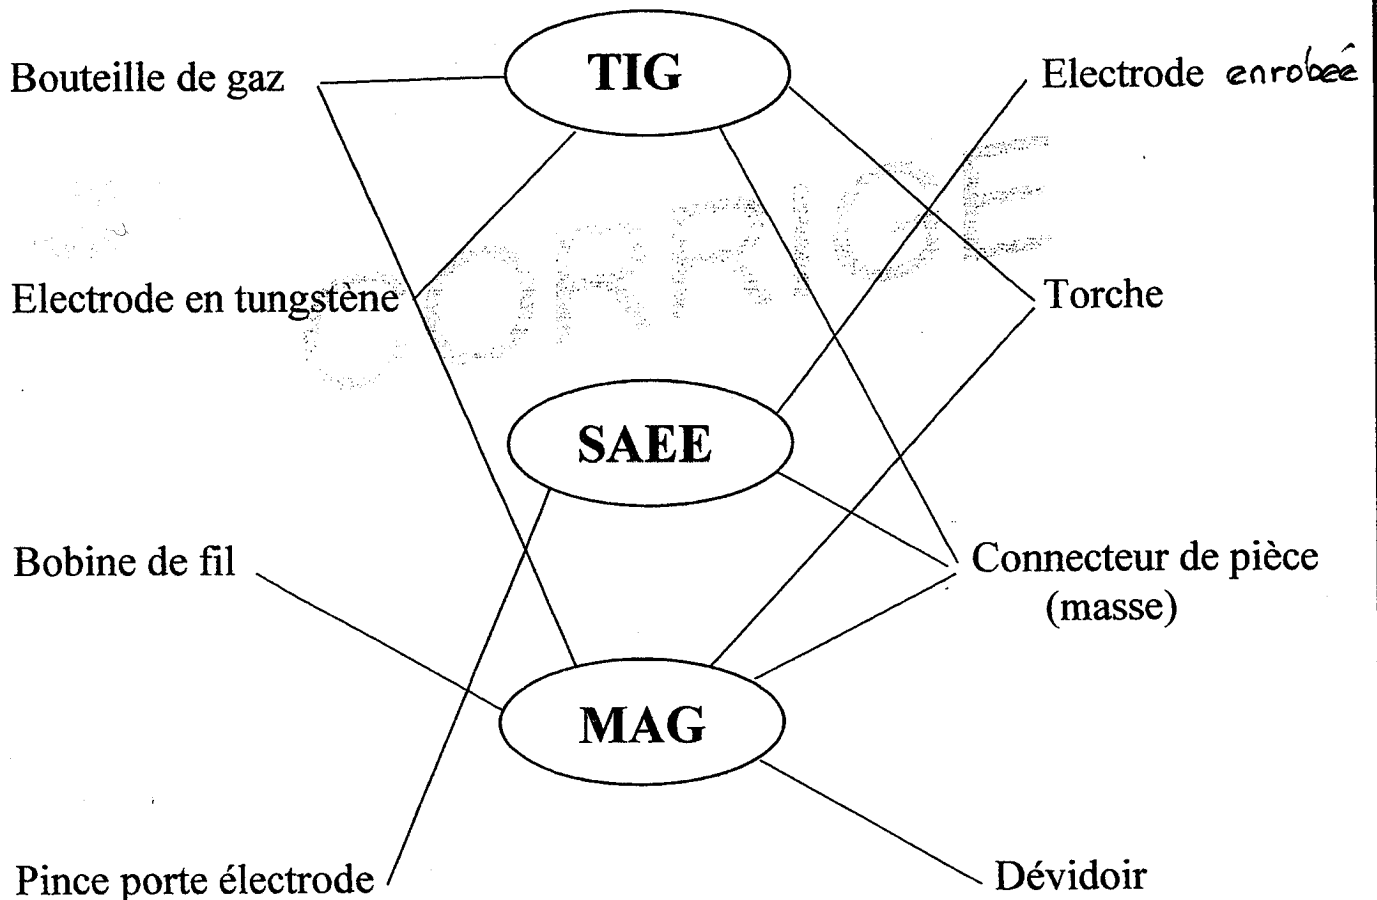 TIG
Bouteille de gaz
Electrode enrobée
CORRIGE
Electrode en tungstène
Torche
SAEE
Bobine de fil
Connecteur de pièce
(masse)
MAG
Pince porte électrode
Dévidoir